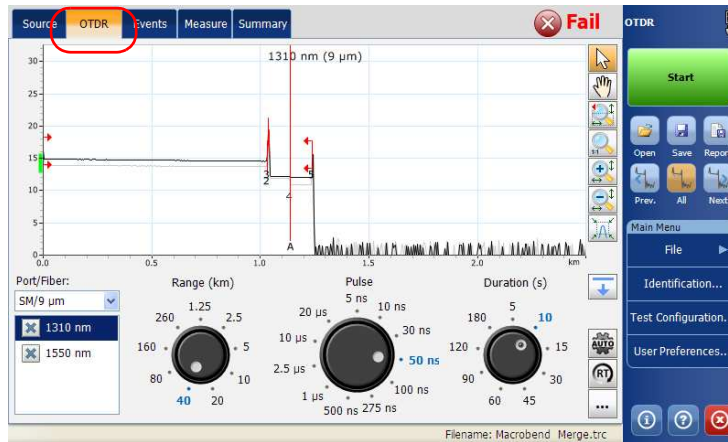 Source OTDR Events Measure Summary Fail OTDR
1310 nm (9 µm)
30
25
20
15
10
5
0
0.0 0.5 1.0 1.5 2.0 km
3
2
4
5
A
Start
Open Save Report
Prev. All Next
Main Menu
File
Identification...
Test Configuration.
User Preferences..
Port/Fiber:
SM/9 µm
1310 nm
1550 nm
Range (km)
1.25
2.5
5
10
20
40
80
160
260
Pulse
5 ns
10 ns
30 ns
50 ns
100 ns
275 ns
500 ns
1 µs
2.5 µs
10 µs
20 µs
Duration (s)
5
10
15
30
45
60
90
120
180
1:1
AUTO
RT
...
Filename: Macrobend Merge.trc